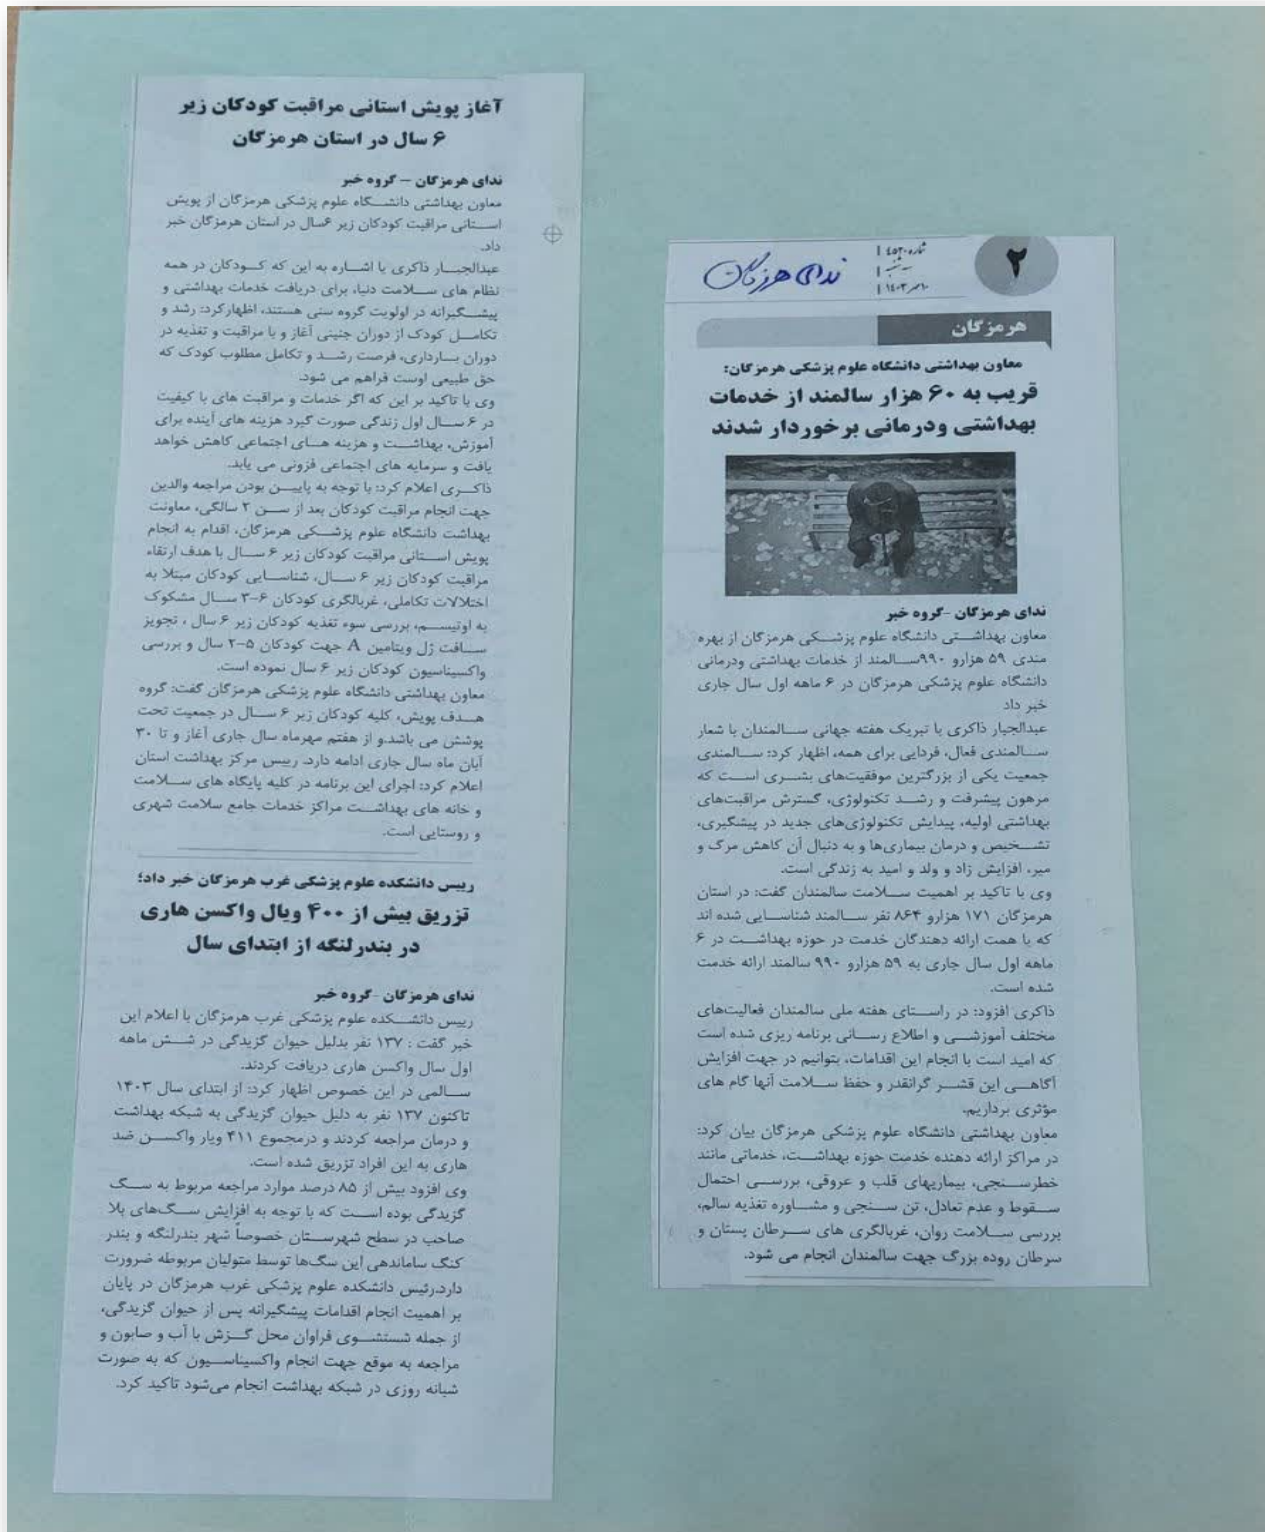 آغاز پویش استانی مراقبت کودکان زیر
۶ سال در استان هرمزگان
ندای هرمزگان – گروه خبر
معاون بهداشتی دانشگاه علوم پزشکی هرمزگان از پویش
استانی مراقبت کودکان زیر ۶سال در استان هرمزگان خبر
داد.
عبدالجبار ذاکری با اشاره به این که کودکان در همه
نظام های سلامت دنیا، برای دریافت خدمات بهداشتی و
پیشگیرانه در اولویت گروه سنی هستند، اظهارکرد: رشد و
تکامل کودک از دوران جنینی آغاز و با مراقبت و تغذیه در
دوران بارداری، فرصت رشد و تکامل مطلوب کودک که
حق طبیعی اوست فراهم می شود.
وی با تاکید بر این که اگر خدمات و مراقبت های با کیفیت
در ۶ سال اول زندگی صورت گیرد هزینه های آینده برای
آموزش، بهداشت و هزینه های اجتماعی کاهش خواهد
یافت و سرمایه های اجتماعی فزونی می یابد.
ذاکری اعلام کرد: با توجه به پایین بودن مراجعه والدین
جهت انجام مراقبت کودکان بعد از سن ۲ سالگی، معاونت
بهداشت دانشگاه علوم پزشکی هرمزگان، اقدام به انجام
پویش استانی مراقبت کودکان زیر ۶ سال با هدف ارتقاء
مراقبت کودکان زیر ۶ سال، شناسایی کودکان مبتلا به
اختلالات تکاملی، غربالگری کودکان ۶-۳ سال مشکوک
به اوتیسم، بررسی سوء تغذیه کودکان زیر ۶ سال ، تجویز
سافت ژل ویتامین A جهت کودکان ۵-۲ سال و بررسی
واکسیناسیون کودکان زیر ۶ سال نموده است.
معاون بهداشتی دانشگاه علوم پزشکی هرمزگان گفت: گروه
هدف پویش، کلیه کودکان زیر ۶ سال در جمعیت تحت
پوشش می باشد.و از هفتم مهرماه سال جاری آغاز و تا ۳۰
آبان ماه سال جاری ادامه دارد. رییس مرکز بهداشت استان
اعلام کرد: اجرای این برنامه در کلیه پایگاه های سلامت
و خانه های بهداشت مراکز خدمات جامع سلامت شهری
و روستایی است.
رییس دانشکده علوم پزشکی غرب هرمزگان خبر داد؛
تزریق بیش از ۴۰۰ ویال واکسن هاری
در بندرلنگه از ابتدای سال
ندای هرمزگان -گروه خبر
رییس دانشکده علوم پزشکی غرب هرمزگان با اعلام این
خبر گفت : ۱۳۷ نفر بدلیل حیوان گزیدگی در شش ماهه
اول سال واکسن هاری دریافت کردند.
سالمی در این خصوص اظهار کرد: از ابتدای سال ۱۴۰۳
تاکنون ۱۳۷ نفر به دلیل حیوان گزیدگی به شبکه بهداشت
و درمان مراجعه کردند و درمجموع ۴۱۱ ویار واکسن ضد
هاری به این افراد تزریق شده است.
وی افزود بیش از ۸۵ درصد موارد مراجعه مربوط به سگ
گزیدگی بوده است که با توجه به افزایش سگ‌های بلا
صاحب در سطح شهرستان خصوصاً شهر بندرلنگه و بندر
کنگ ساماندهی این سگ‌ها توسط متولیان مربوطه ضرورت
دارد.رئیس دانشکده علوم پزشکی غرب هرمزگان در پایان
بر اهمیت انجام اقدامات پیشگیرانه پس از حیوان گزیدگی،
از جمله شستشوی فراوان محل گزش با آب و صابون و
مراجعه به موقع جهت انجام واکسیناسیون که به صورت
شبانه روزی در شبکه بهداشت انجام می‌شود تاکید کرد.
۲
شماره ۴۵۳۰
سه شنبه
۱۰ مهر ۱۴۰۳
ندای هرمزگان
هرمزگان
معاون بهداشتی دانشگاه علوم پزشکی هرمزگان:
قریب به ۶۰ هزار سالمند از خدمات
بهداشتی ودرمانی برخوردار شدند
ندای هرمزگان -گروه خبر
معاون بهداشتی دانشگاه علوم پزشکی هرمزگان از بهره
مندی ۵۹ هزارو ۹۹۰سالمند از خدمات بهداشتی ودرمانی
دانشگاه علوم پزشکی هرمزگان در ۶ ماهه اول سال جاری
خبر داد
عبدالجبار ذاکری با تبریک هفته جهانی سالمندان با شعار
سالمندی فعال، فردایی برای همه، اظهار کرد: سالمندی
جمعیت یکی از بزرگترین موفقیت‌های بشری است که
مرهون پیشرفت و رشد تکنولوژی، گسترش مراقبت‌های
بهداشتی اولیه، پیدایش تکنولوژی‌های جدید در پیشگیری،
تشخیص و درمان بیماری‌ها و به دنبال آن کاهش مرگ و
میر، افزایش زاد و ولد و امید به زندگی است.
وی با تاکید بر اهمیت سلامت سالمندان گفت: در استان
هرمزگان ۱۷۱ هزارو ۸۶۴ نفر سالمند شناسایی شده اند
که با همت ارائه دهندگان خدمت در حوزه بهداشت در ۶
ماهه اول سال جاری به ۵۹ هزارو ۹۹۰ سالمند ارائه خدمت
شده است.
ذاکری افزود: در راستای هفته ملی سالمندان فعالیت‌های
مختلف آموزشی و اطلاع رسانی برنامه ریزی شده است
که امید است با انجام این اقدامات، بتوانیم در جهت افزایش
آگاهی این قشر گرانقدر و حفظ سلامت آنها گام های
مؤثری برداریم.
معاون بهداشتی دانشگاه علوم پزشکی هرمزگان بیان کرد:
در مراکز ارائه دهنده خدمت حوزه بهداشت، خدماتی مانند
خطرسنجی، بیماریهای قلب و عروقی، بررسی احتمال
سقوط و عدم تعادل، تن سنجی و مشاوره تغذیه سالم،
بررسی سلامت روان، غربالگری های سرطان پستان و
سرطان روده بزرگ جهت سالمندان انجام می شود.